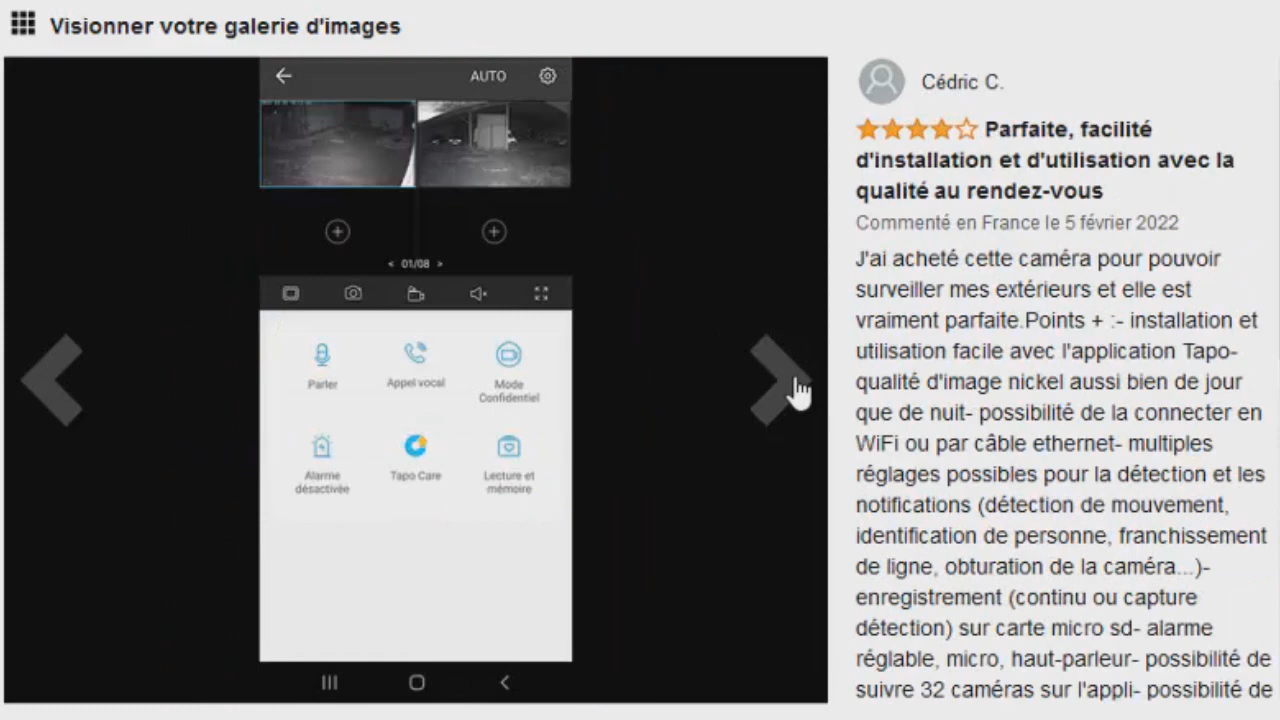 Visionner votre galerie d'images
AUTO
< 01/08 >
Parler
Appel vocal
Mode
Confidentiel
Alarme
désactivée
Tapo Care
Lecture et
mémoire
Cédric C.
Parfaite, facilité
d'installation et d'utilisation avec la
qualité au rendez-vous
Commenté en France le 5 février 2022
J'ai acheté cette caméra pour pouvoir
surveiller mes extérieurs et elle est
vraiment parfaite.Points + :- installation et
utilisation facile avec l'application Tapo-
qualité d'image nickel aussi bien de jour
que de nuit- possibilité de la connecter en
WiFi ou par câble ethernet- multiples
réglages possibles pour la détection et les
notifications (détection de mouvement,
identification de personne, franchissement
de ligne, obturation de la caméra...)-
enregistrement (continu ou capture
détection) sur carte micro sd- alarme
réglable, micro, haut-parleur- possibilité de
suivre 32 caméras sur l'appli- possibilité de